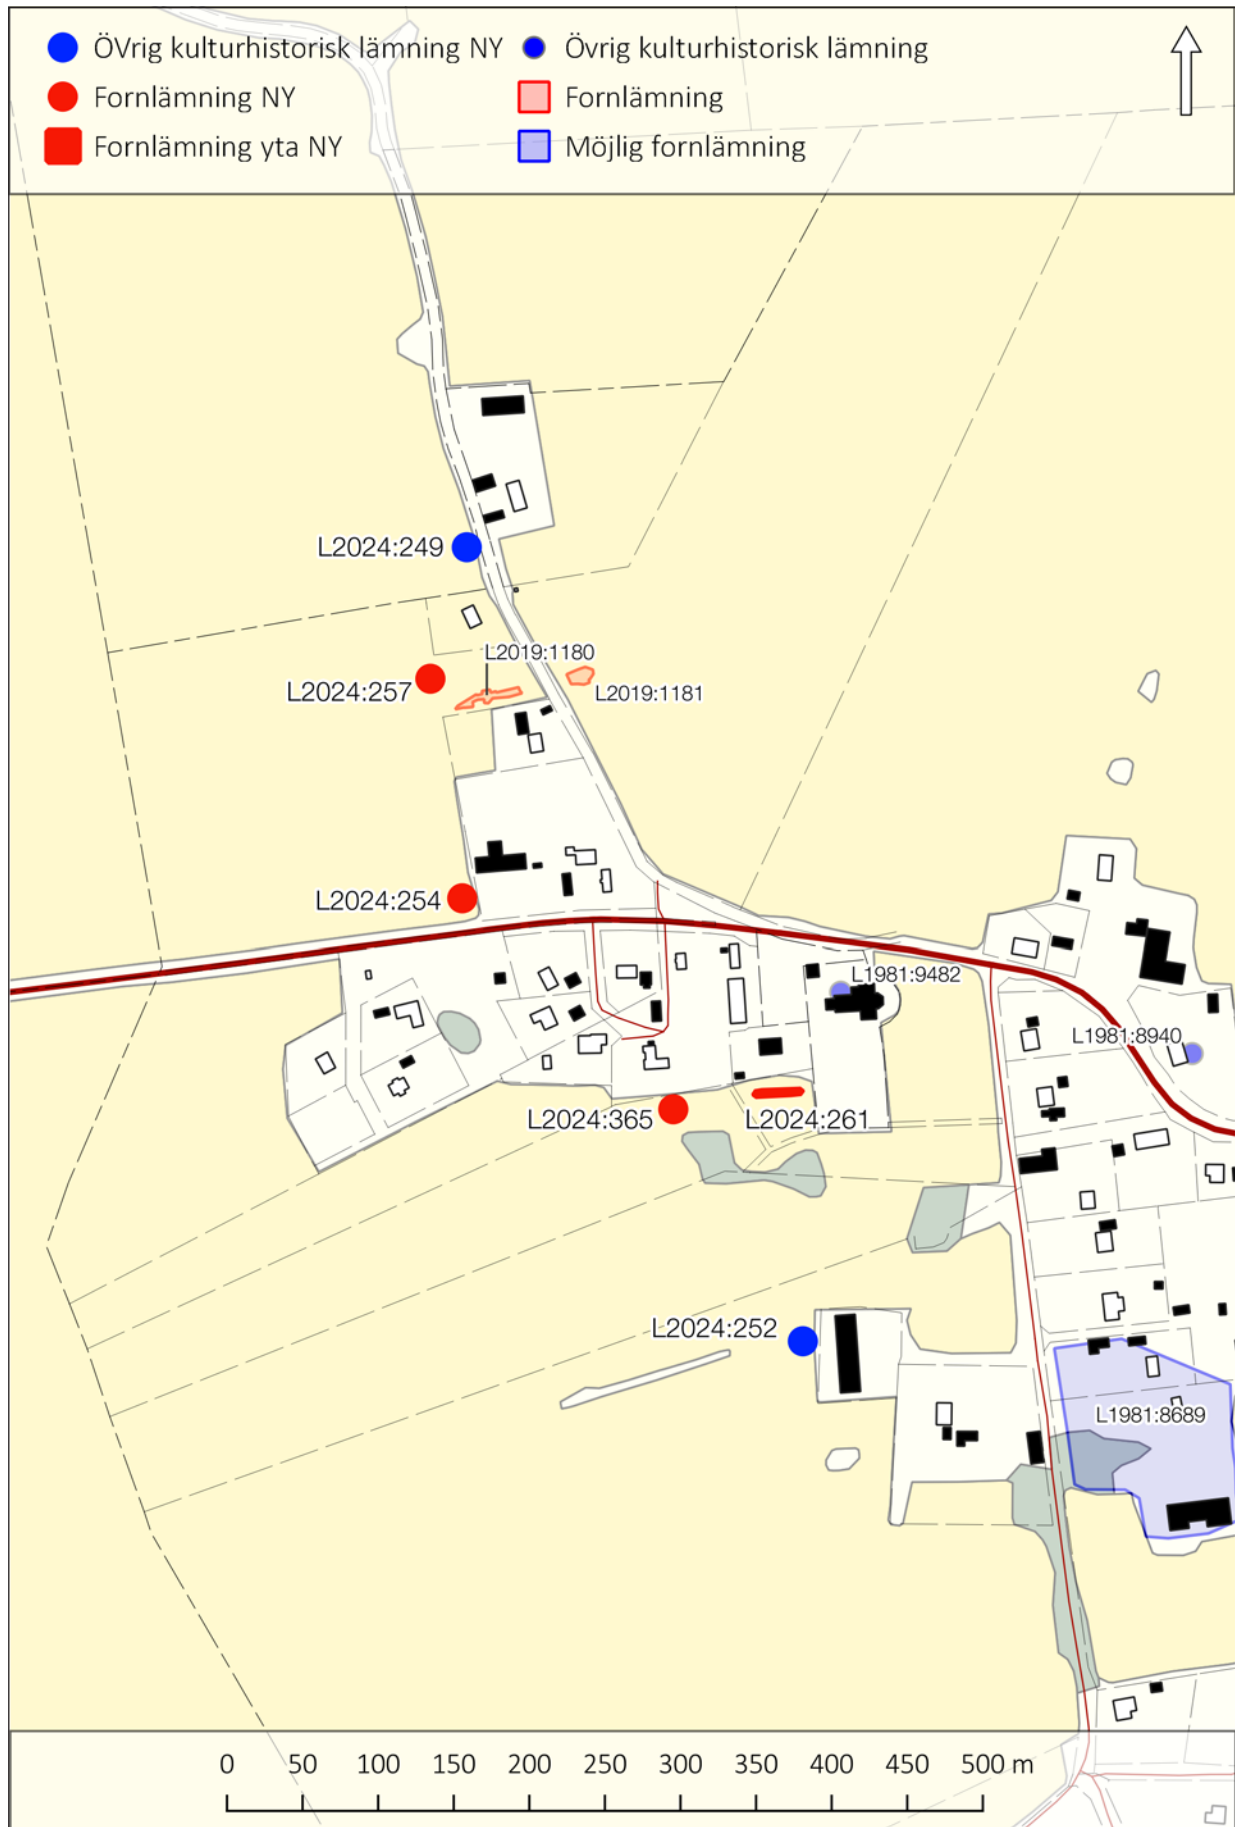 ÖVrig kulturhistorisk lämning NY
Övrig kulturhistorisk lämning
Fornlämning NY
Fornlämning
Fornlämning yta NY
Möjlig fornlämning
L2024:249
L2019:1180
L2024:257
L2019:1181
L2024:254
L1981:9482
L1981:8940
L2024:365
L2024:261
L2024:252
L1981:8689
0 50 100 150 200 250 300 350 400 450 500 m